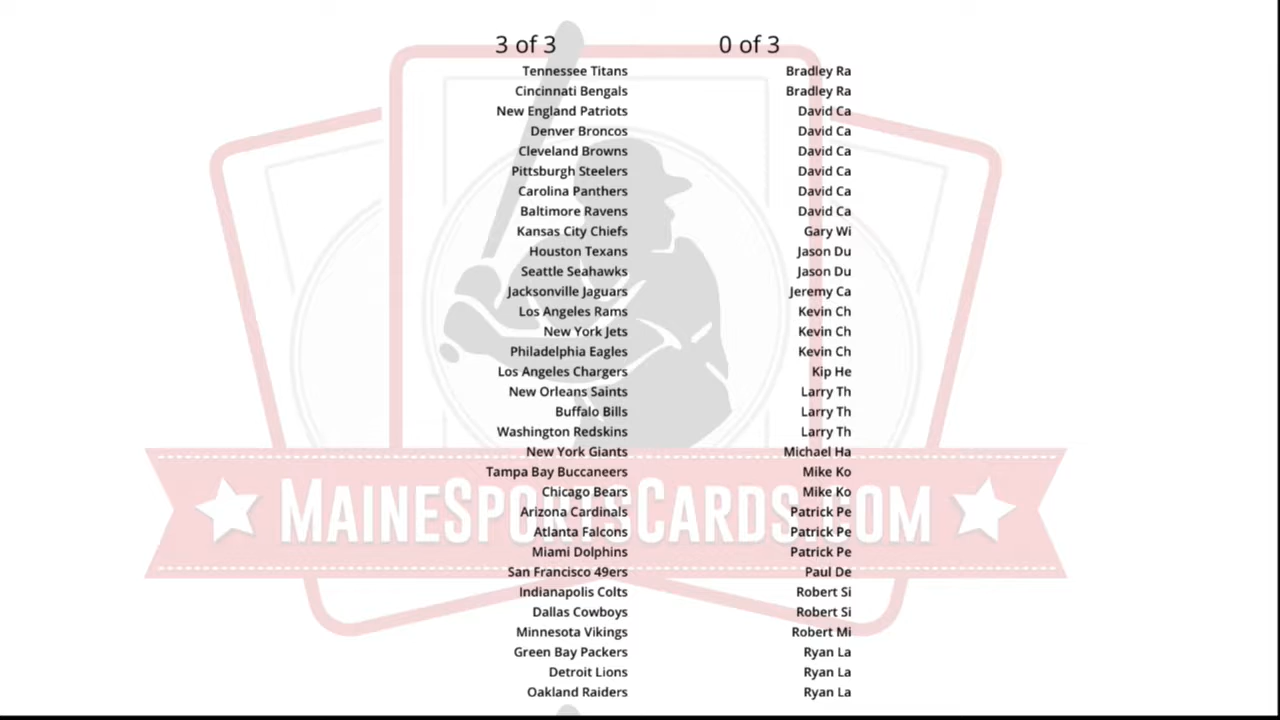 3 of 3 0 of 3
Tennessee Titans Bradley Ra
Cincinnati Bengals Bradley Ra
New England Patriots David Ca
Denver Broncos David Ca
Cleveland Browns David Ca
Pittsburgh Steelers David Ca
Carolina Panthers David Ca
Baltimore Ravens David Ca
Kansas City Chiefs Gary Wi
Houston Texans Jason Du
Seattle Seahawks Jason Du
Jacksonville Jaguars Jeremy Ca
Los Angeles Rams Kevin Ch
New York Jets Kevin Ch
Philadelphia Eagles Kevin Ch
Los Angeles Chargers Kip He
New Orleans Saints Larry Th
Buffalo Bills Larry Th
Washington Redskins Larry Th
New York Giants Michael Ha
Tampa Bay Buccaneers Mike Ko
Chicago Bears Mike Ko
Arizona Cardinals Patrick Pe
Atlanta Falcons Patrick Pe
Miami Dolphins Patrick Pe
San Francisco 49ers Paul De
Indianapolis Colts Robert Si
Dallas Cowboys Robert Si
Minnesota Vikings Robert Mi
Green Bay Packers Ryan La
Detroit Lions Ryan La
Oakland Raiders Ryan La
MAINESPORTSCARDS.COM